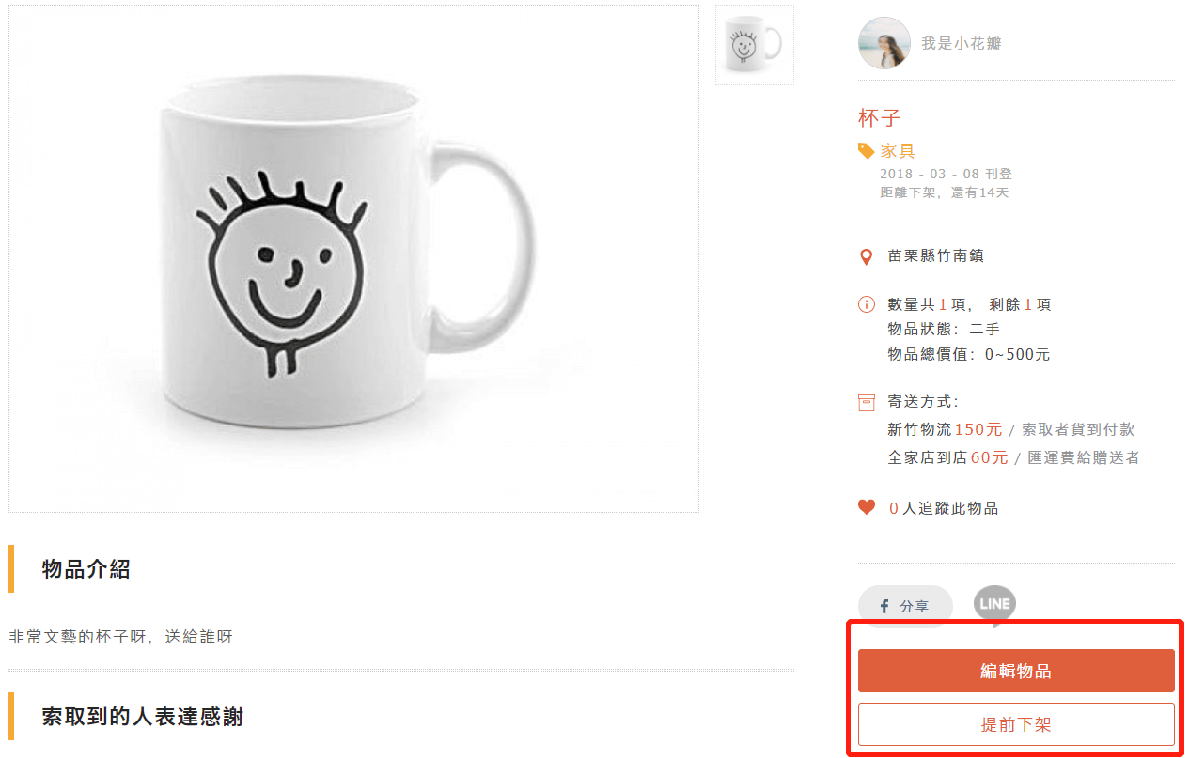 我是小花瓣
杯子
家具
2018 - 03 - 08 刊登
距離下架，還有14天
苗栗縣竹南鎮
數量共1項， 剩餘1項
物品狀態：二手
物品總價值：0~500元
寄送方式：
新竹物流150元 / 索取者貨到付款
全家店到店60元 / 匯運費給贈送者
0人追蹤此物品
分享
LINE
編輯物品
提前下架
物品介紹
非常文藝的杯子呀，送給誰呀
索取到的人表達感謝